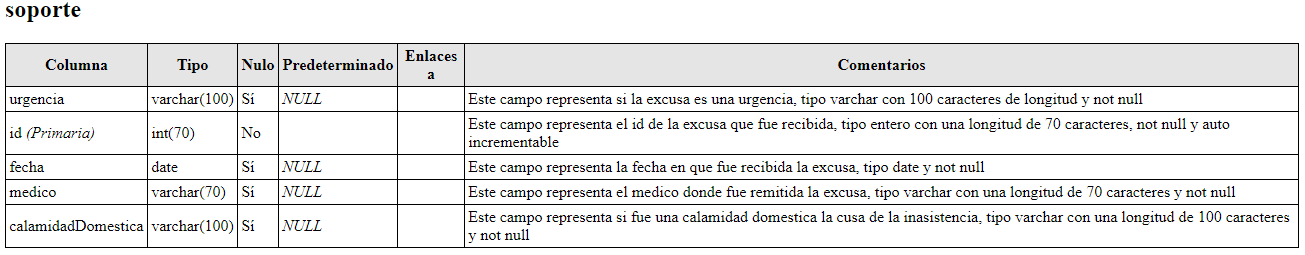 soporte
Columna Tipo Nulo Predeterminado Enlaces a Comentarios
urgencia varchar(100) Sí NULL Este campo representa si la excusa es una urgencia, tipo varchar con 100 caracteres de longitud y not null
id (Primaria) int(70) No Este campo representa el id de la excusa que fue recibida, tipo entero con una longitud de 70 caracteres, not null y auto
incrementable
fecha date Sí NULL Este campo representa la fecha en que fue recibida la excusa, tipo date y not null
medico varchar(70) Sí NULL Este campo representa el medico donde fue remitida la excusa, tipo varchar con una longitud de 70 caracteres y not null
calamidadDomestica varchar(100) Sí NULL Este campo representa si fue una calamidad domestica la cusa de la inasistencia, tipo varchar con una longitud de 100 caracteres
y not null